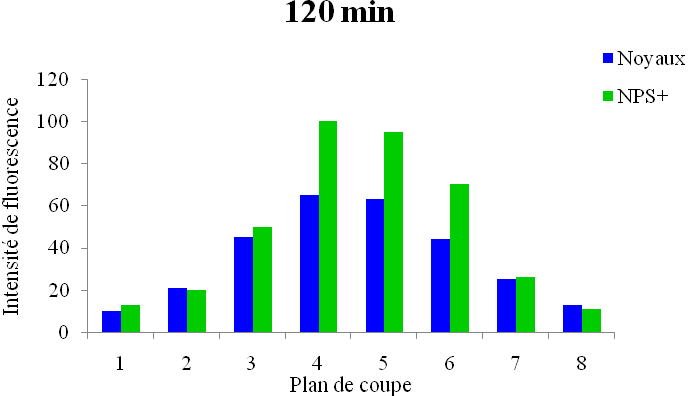 120 min
Noyaux
NPS+
Intensité de fluorescence
120
100
80
60
40
20
0
1 2 3 4 5 6 7 8
Plan de coupe